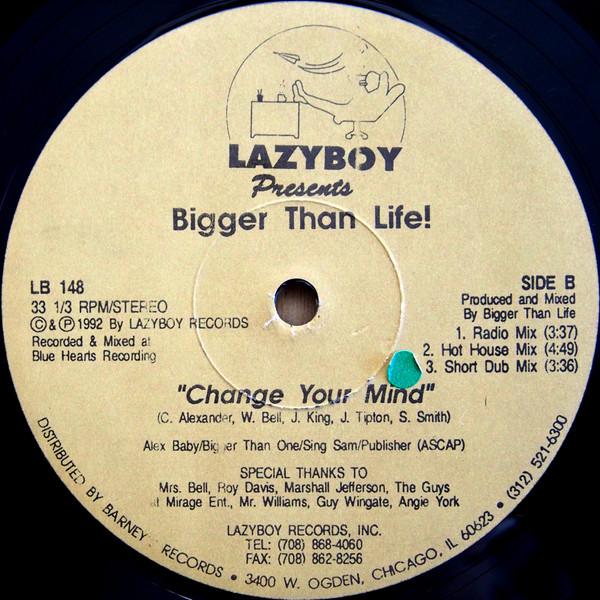 LAZYBOY
Presents
Bigger Than Life!
LB 148
33 1/3 RPM/STEREO
©&℗1992 By LAZYBOY RECORDS
Recorded & Mixed at
Blue Hearts Recording
SIDE B
Produced and Mixed
By Bigger Than Life
1. Radio Mix (3:37)
2. Hot House Mix (4:49)
3. Short Dub Mix (3:36)
"Change Your Mind"
(C. Alexander, W. Bell, J. King, J. Tipton, S. Smith)
Alex Baby/Bigger Than One/Sing Sam/Publisher (ASCAP)
SPECIAL THANKS TO
Mrs. Bell, Roy Davis, Marshall Jefferson, The Guys
at Mirage Ent., Mr. Williams, Guy Wingate, Angie York
LAZYBOY RECORDS, INC.
TEL: (708) 868-4060
FAX: (708) 862-8256
DISTRIBUTED BY BARNEY'S RECORDS • 3400 W. OGDEN, CHICAGO, IL 60623 • (312) 521-6300